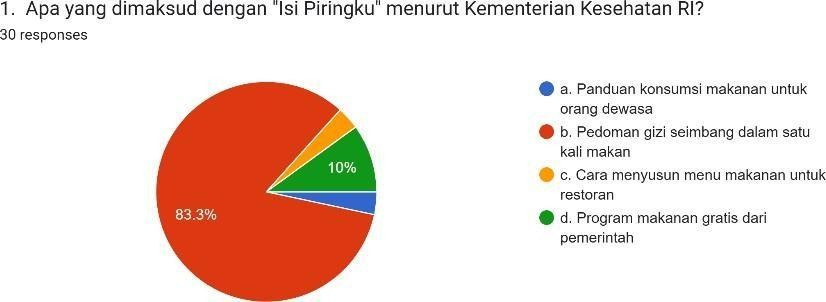 1. Apa yang dimaksud dengan "Isi Piringku" menurut Kementerian Kesehatan RI?
30 responses
a. Panduan konsumsi makanan untuk
orang dewasa
b. Pedoman gizi seimbang dalam satu
kali makan
c. Cara menyusun menu makanan untuk
restoran
d. Program makanan gratis dari
pemerintah
10%
83.3%